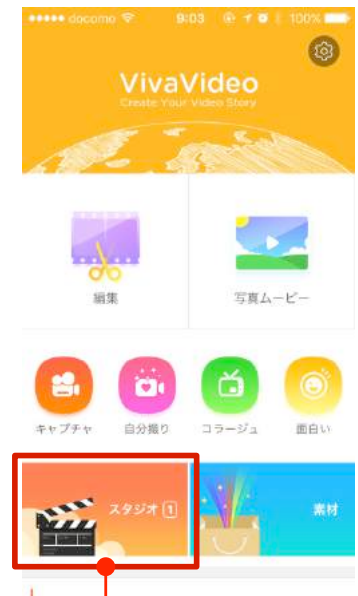 docomo 9:03 100%
VivaVideo
Create Your Video Story
編集 写真ムービー
キャプチャ 自分撮り コラージュ 面白い
スタジオ 1 素材